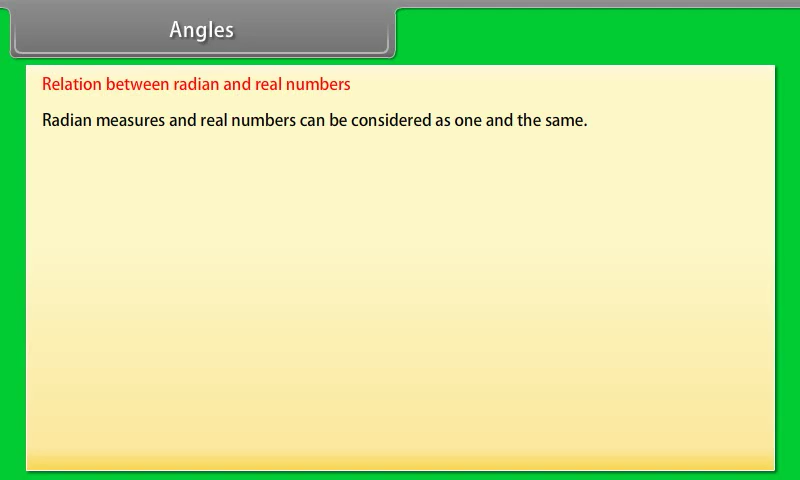 Angles
Relation between radian and real numbers
Radian measures and real numbers can be considered as one and the same.